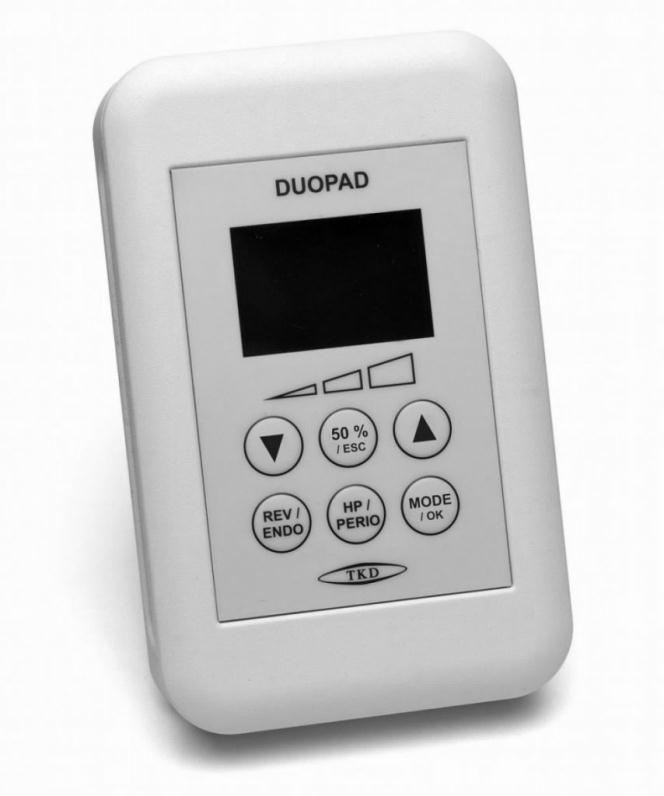 DUOPAD
50 %
/ ESC
REV /
ENDO
HP /
PERIO
MODE
/ OK
TKD